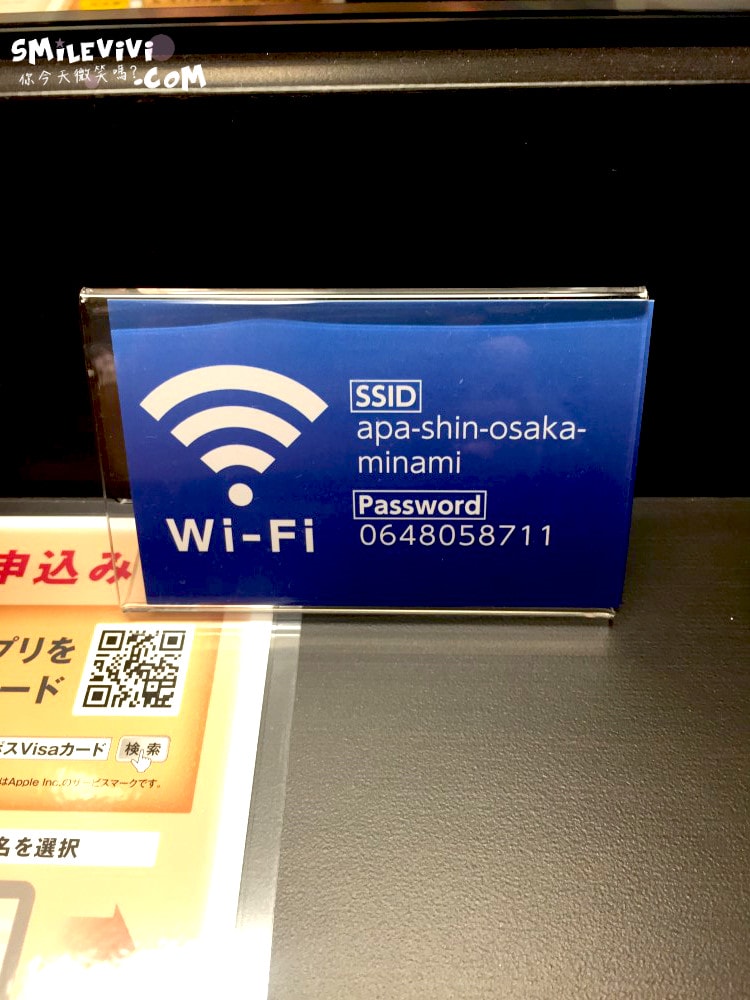 SMiLEViVi
你今天微笑嗎?.COM
SSID
apa-shin-osaka-
minami
Password
0648058711
Wi-Fi
申込み
プリを
ード
スVisaカード 検索
はApple Inc.のサービスマークです。
名を選択